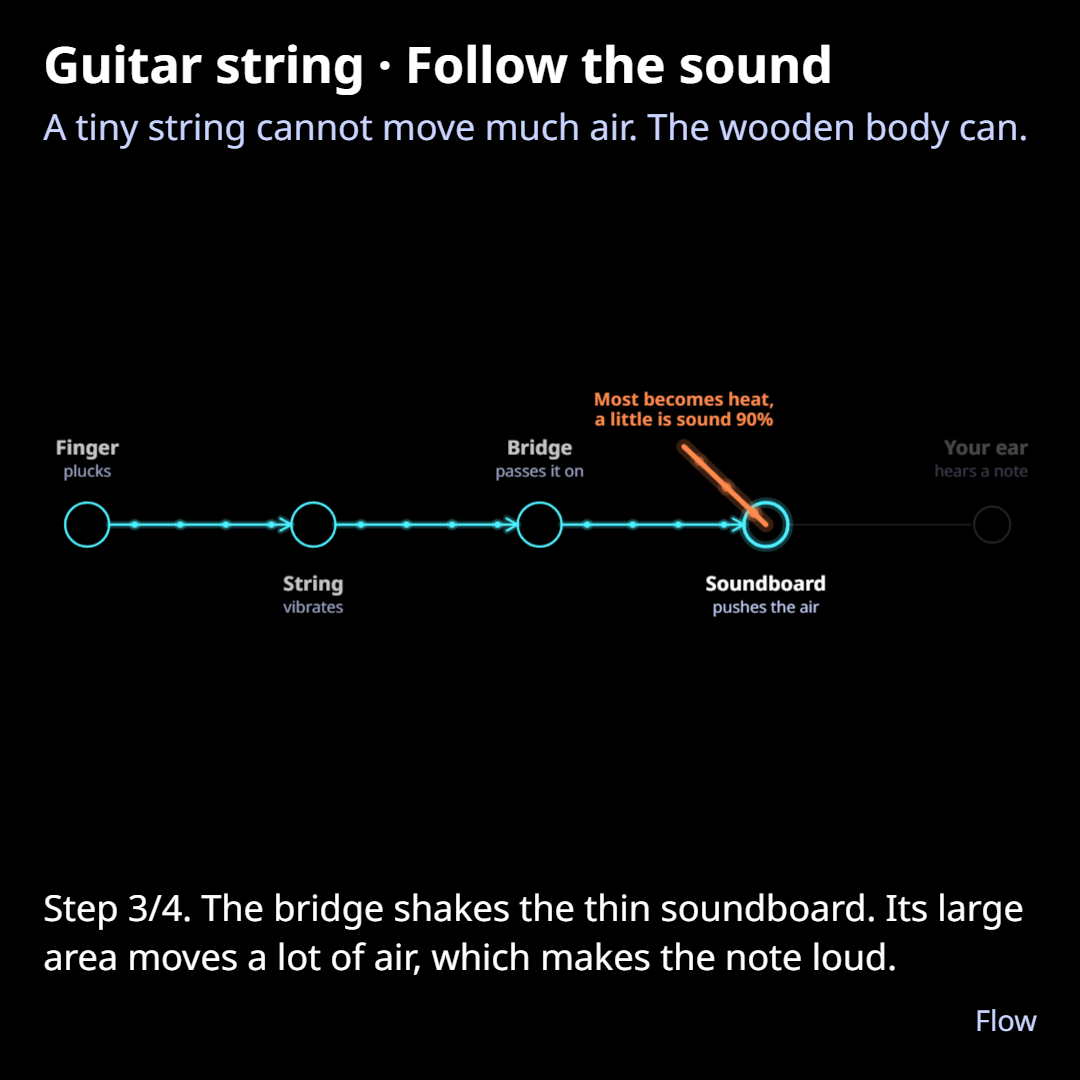 Guitar string · Follow the sound
A tiny string cannot move much air. The wooden body can.
Most becomes heat,
a little is sound 90%
Finger
plucks
Bridge
passes it on
Your ear
hears a note
String
vibrates
Soundboard
pushes the air
Step 3/4. The bridge shakes the thin soundboard. Its large
area moves a lot of air, which makes the note loud.
Flow